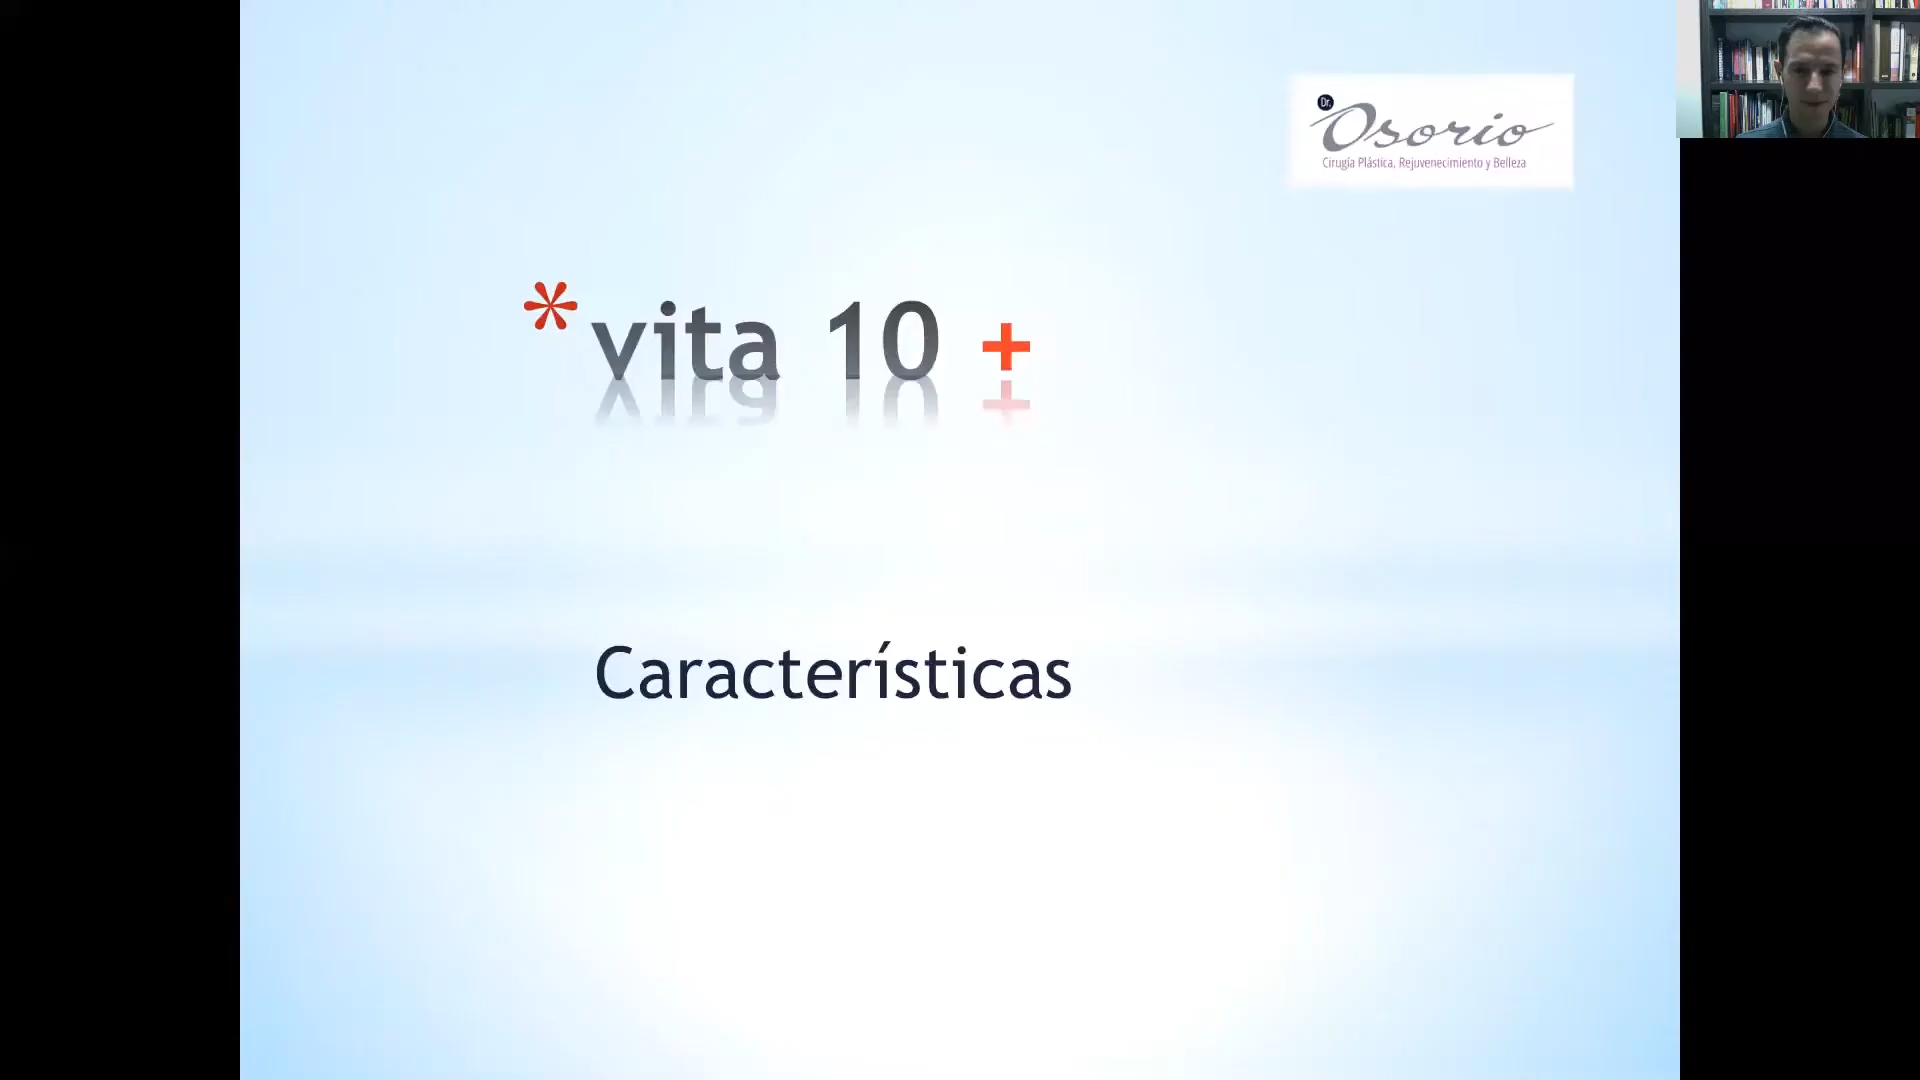 Dr.
Osorio
Cirugía Plástica, Rejuvenecimiento y Belleza
* vita 10 +
Características